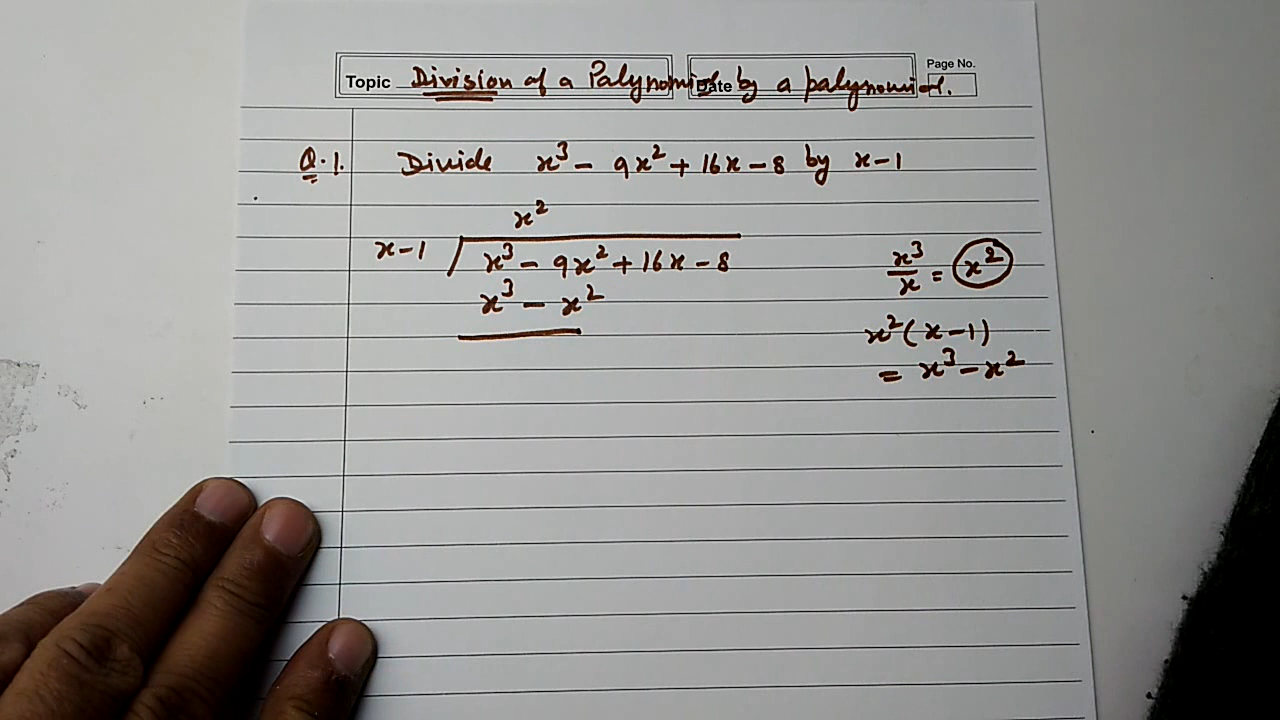 Page No.
Topic Division of a Palynomial Date by a palynomial.
Q.1. Divide x³ - 9x² + 16x - 8 by x-1
x²
x-1 / x³ - 9x² + 16x - 8
x³ - x²
x³/x = x²
x²(x-1)
= x³ - x²